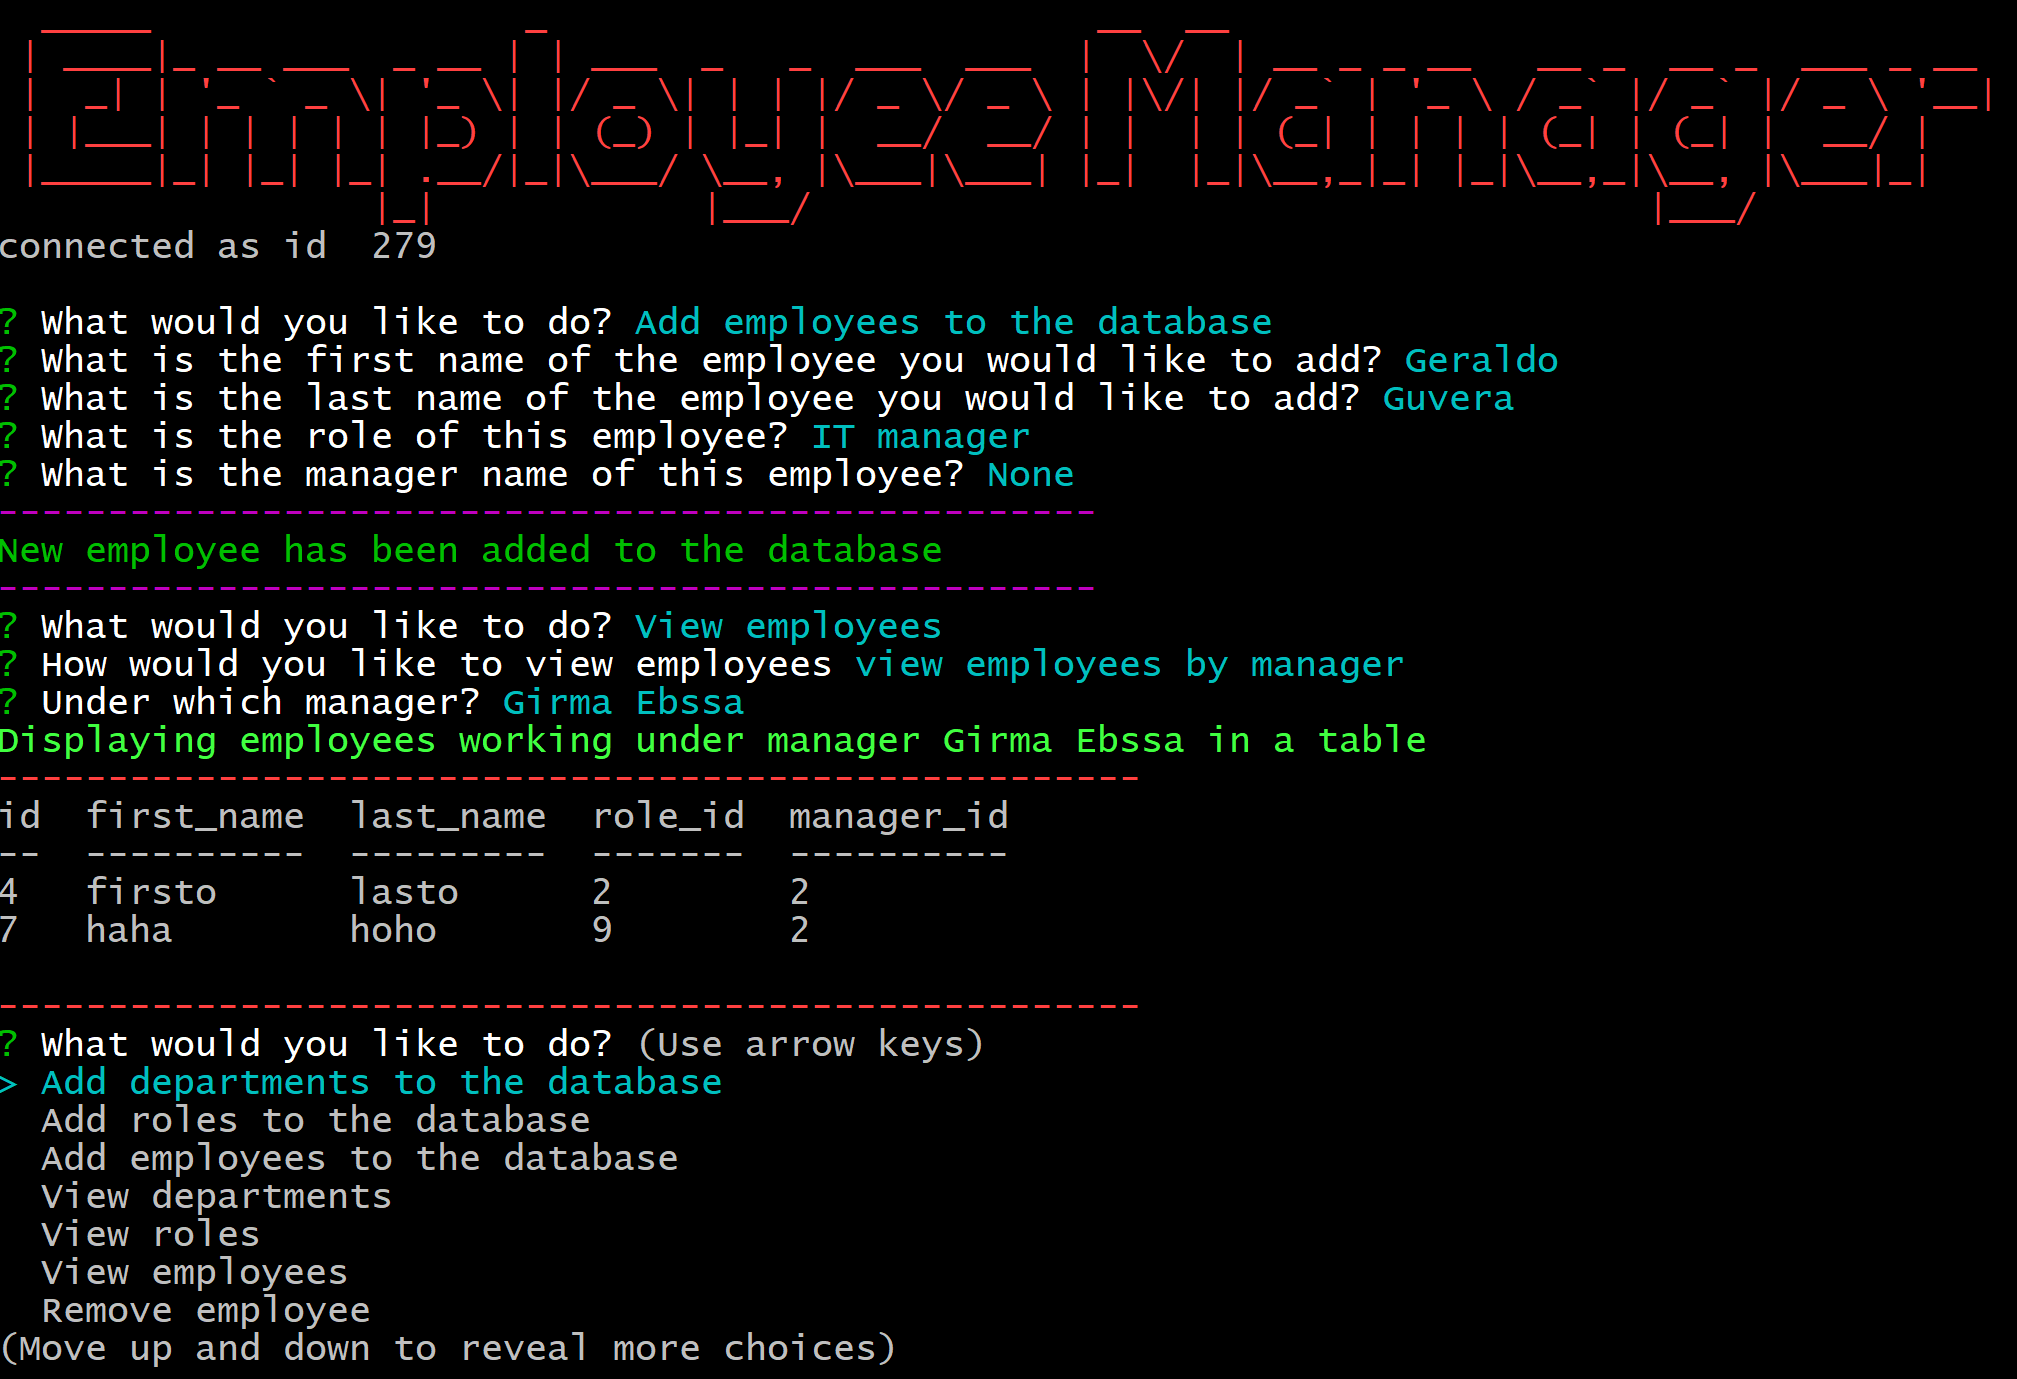 Employee Manager
connected as id  279
? What would you like to do? Add employees to the database
? What is the first name of the employee you would like to add? Geraldo
? What is the last name of the employee you would like to add? Guvera
? What is the role of this employee? IT manager
? What is the manager name of this employee? None
--------------------------------------------------
New employee has been added to the database
--------------------------------------------------
? What would you like to do? View employees
? How would you like to view employees view employees by manager
? Under which manager? Girma Ebssa
Displaying employees working under manager Girma Ebssa in a table
----------------------------------------------------
id  first_name  last_name  role_id  manager_id
--  ----------  ---------  -------  ----------
4   firsto      lasto      2        2
7   haha        hoho       9        2
----------------------------------------------------
? What would you like to do? (Use arrow keys)
> Add departments to the database
  Add roles to the database
  Add employees to the database
  View departments
  View roles
  View employees
  Remove employee
(Move up and down to reveal more choices)